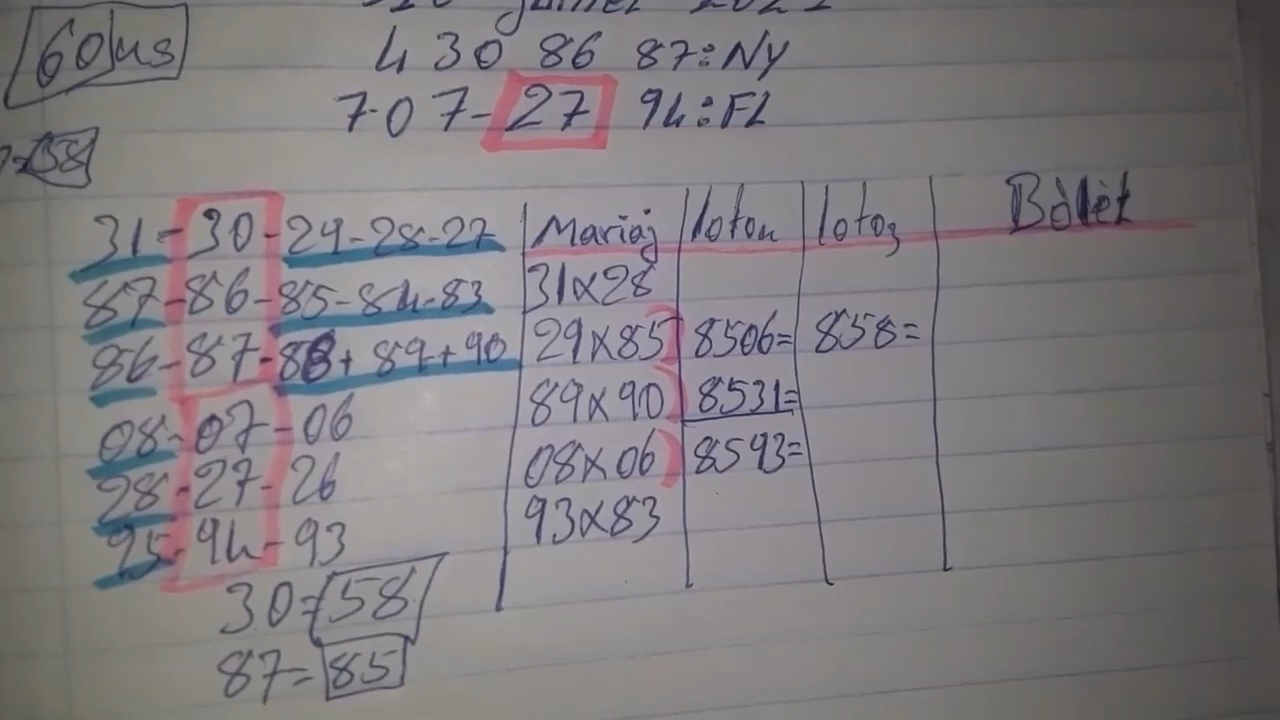 4 30 86 87:NY
60 us
7-07-27 94:FL
58
31-30-29-28-27
87-86-85-84-83
86-87-88+89+90
08-07-06
28-27-26
95-94-93
30=58
87=85
Mariaj
31x28
29x85
89x90
08x06
93x83
loto4
8506=
8531=
8593=
loto3
858=
Bòlèt